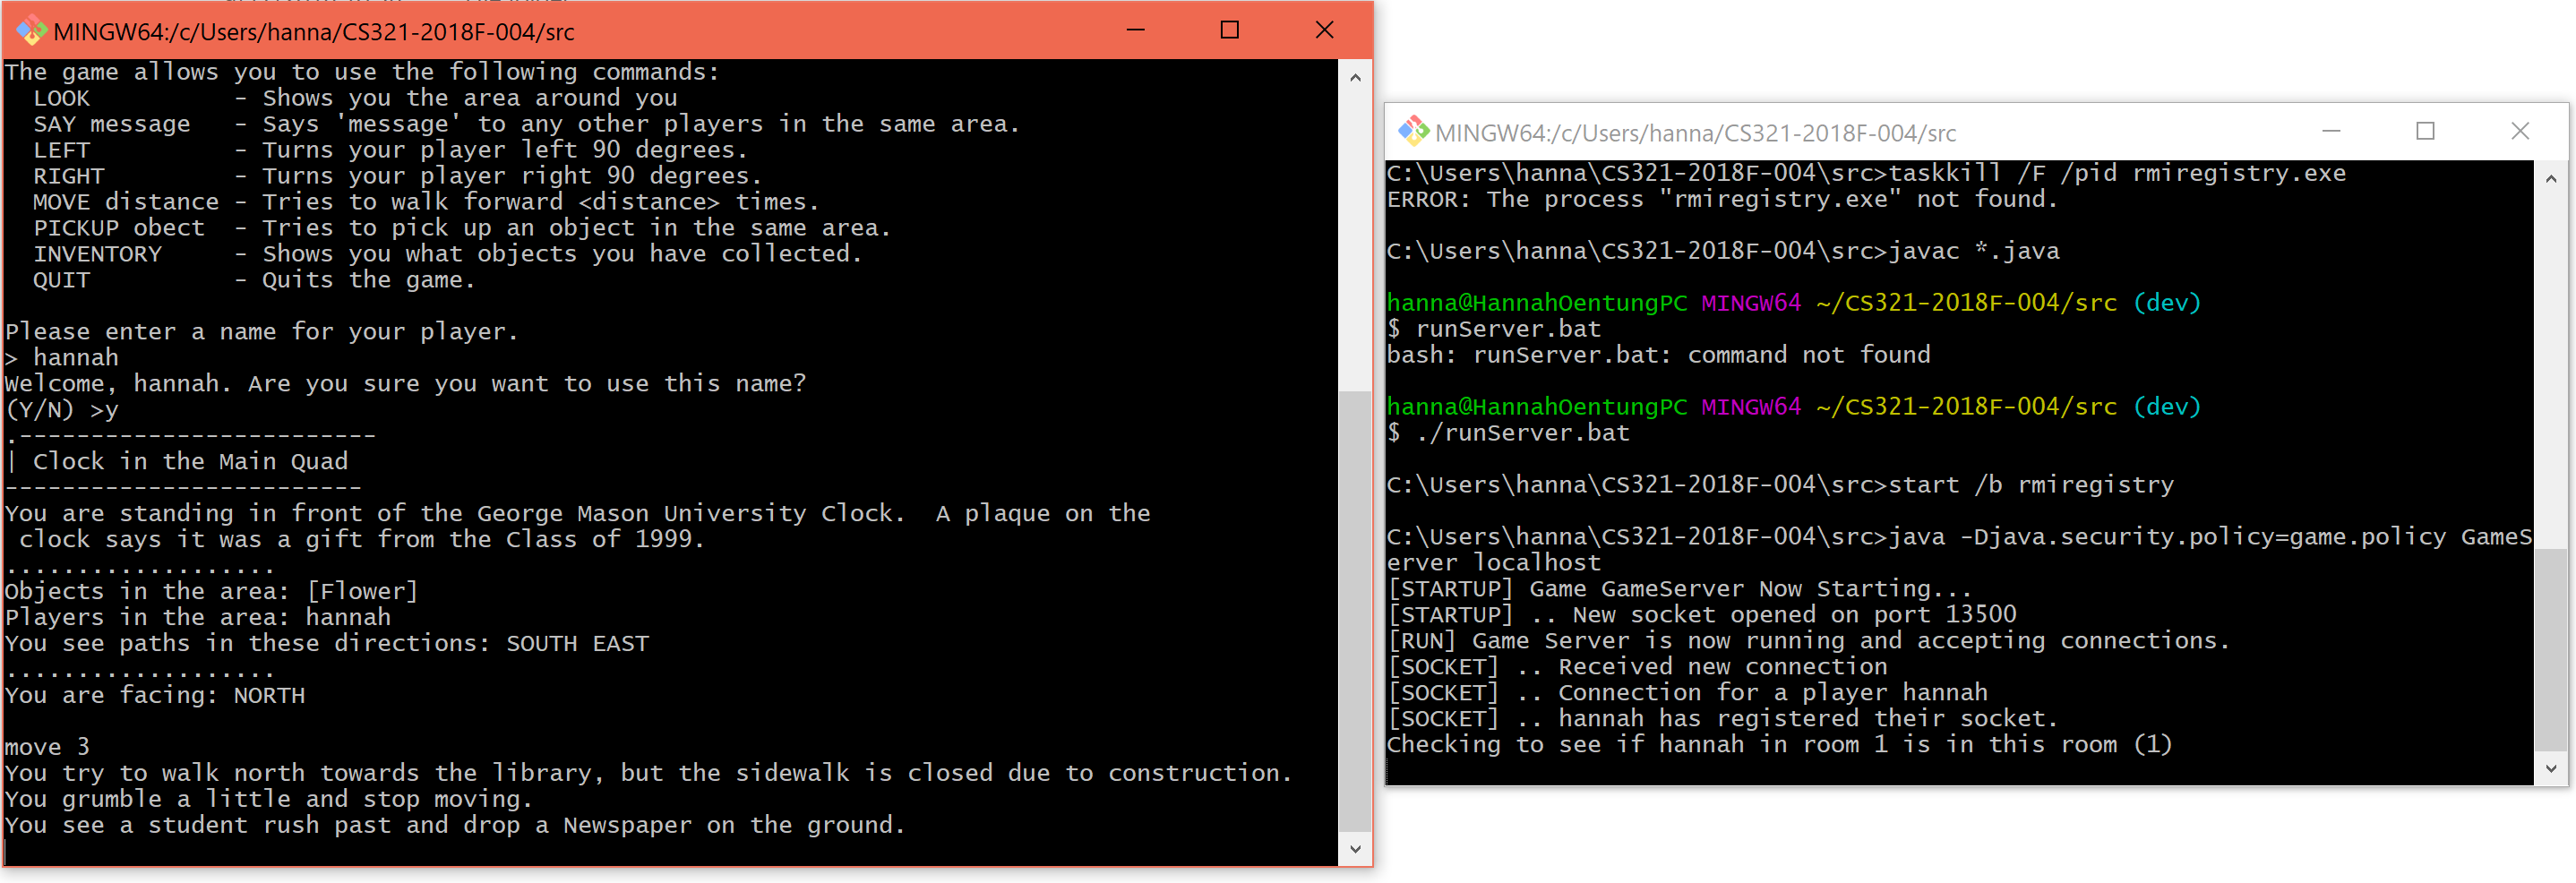 MINGW64:/c/Users/hanna/CS321-2018F-004/src
The game allows you to use the following commands:
  LOOK          - Shows you the area around you
  SAY message   - Says 'message' to any other players in the same area.
  LEFT          - Turns your player left 90 degrees.
  RIGHT         - Turns your player right 90 degrees.
  MOVE distance - Tries to walk forward <distance> times.
  PICKUP obect  - Tries to pick up an object in the same area.
  INVENTORY     - Shows you what objects you have collected.
  QUIT          - Quits the game.
Please enter a name for your player.
> hannah
Welcome, hannah. Are you sure you want to use this name?
(Y/N) >y
.-------------------------
| Clock in the Main Quad
-------------------------
You are standing in front of the George Mason University Clock.  A plaque on the
 clock says it was a gift from the Class of 1999.
...................
Objects in the area: [Flower]
Players in the area: hannah
You see paths in these directions: SOUTH EAST
...................
You are facing: NORTH
move 3
You try to walk north towards the library, but the sidewalk is closed due to construction.
You grumble a little and stop moving.
You see a student rush past and drop a Newspaper on the ground.
MINGW64:/c/Users/hanna/CS321-2018F-004/src
C:\Users\hanna\CS321-2018F-004\src>taskkill /F /pid rmiregistry.exe
ERROR: The process "rmiregistry.exe" not found.
C:\Users\hanna\CS321-2018F-004\src>javac *.java
hanna@HannahOentungPC MINGW64 ~/CS321-2018F-004/src (dev)
$ runServer.bat
bash: runServer.bat: command not found
hanna@HannahOentungPC MINGW64 ~/CS321-2018F-004/src (dev)
$ ./runServer.bat
C:\Users\hanna\CS321-2018F-004\src>start /b rmiregistry
C:\Users\hanna\CS321-2018F-004\src>java -Djava.security.policy=game.policy GameS
erver localhost
[STARTUP] Game GameServer Now Starting...
[STARTUP] .. New socket opened on port 13500
[RUN] Game Server is now running and accepting connections.
[SOCKET] .. Received new connection
[SOCKET] .. Connection for a player hannah
[SOCKET] .. hannah has registered their socket.
Checking to see if hannah in room 1 is in this room (1)